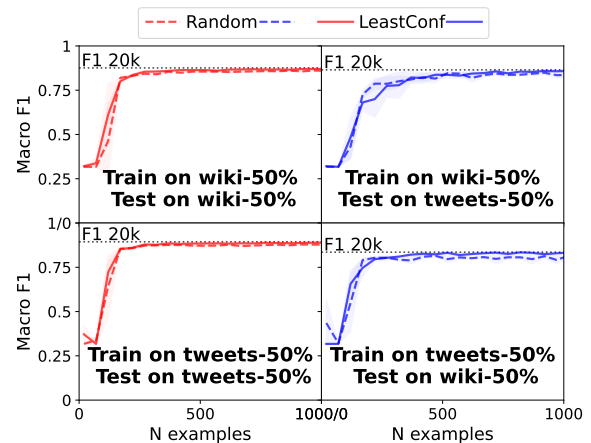 Random LeastConf
1
F1 20k F1 20k
0.75
0.5
Macro F1
0.25
Train on wiki-50% Train on wiki-50%
Test on wiki-50% Test on tweets-50%
1/0
F1 20k F1 20k
0.75
0.5
Macro F1
0.25
Train on tweets-50% Train on tweets-50%
Test on tweets-50% Test on wiki-50%
0
0 500 1000/0 500 1000
N examples N examples